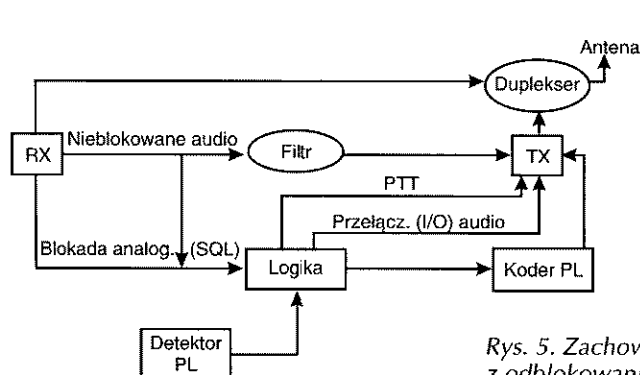 Antena
Duplekser
Nieblokowane audio
RX
Filtr
TX
PTT
Przełącz. (I/O) audio
Blokada analog. (SQL)
Logika
Koder PL
Detektor
PL
Rys. 5. Zachow
z odblokowani